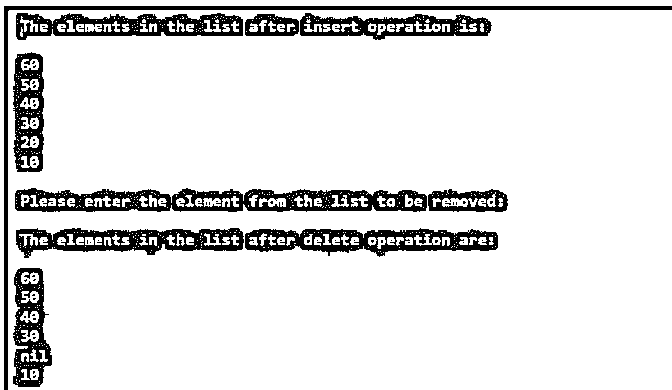 The elements in the list after insert operation is:
60
50
40
30
20
10
Please enter the element from the list to be removed:
The elements in the list after delete operation are:
60
50
40
30
nil
10